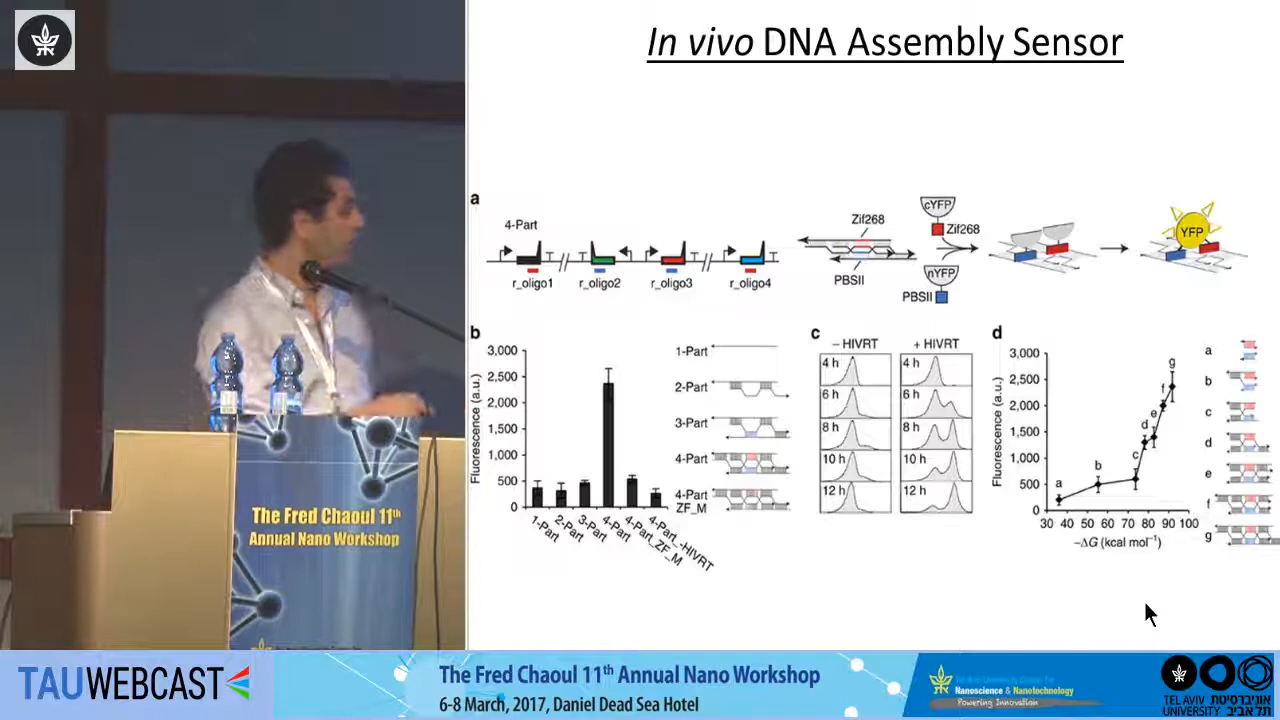 In vivo DNA Assembly Sensor
a
4-Part
r_oligo1
r_oligo2
r_oligo3
r_oligo4
Zif268
PBSII
cYFP
Zif268
nYFP
PBSII
YFP
b
Fluorescence (a.u.)
3,000
2,500
2,000
1,500
1,000
500
0
1-Part
2-Part
3-Part
4-Part
4-Part_ZF_M
4-Part_-HIVRT
1-Part
2-Part
3-Part
4-Part
4-Part
ZF_M
c
– HIVRT
+ HIVRT
4 h
4 h
6 h
6 h
8 h
8 h
10 h
10 h
12 h
12 h
d
Fluorescence (a.u.)
3,000
2,500
2,000
1,500
1,000
500
0
30 40 50 60 70 80 90 100
–ΔG (kcal mol⁻¹)
a
b
c
d
e
f
g
a
b
c
d
e
f
g
The Fred Chaoul 11th
Annual Nano Workshop
TAUWEBCAST
The Fred Chaoul 11th Annual Nano Workshop
6-8 March, 2017, Daniel Dead Sea Hotel
Nanoscience & Nanotechnology
Powering Innovation
TEL AVIV
UNIVERSITY
אוניברסיטת
תל אביב